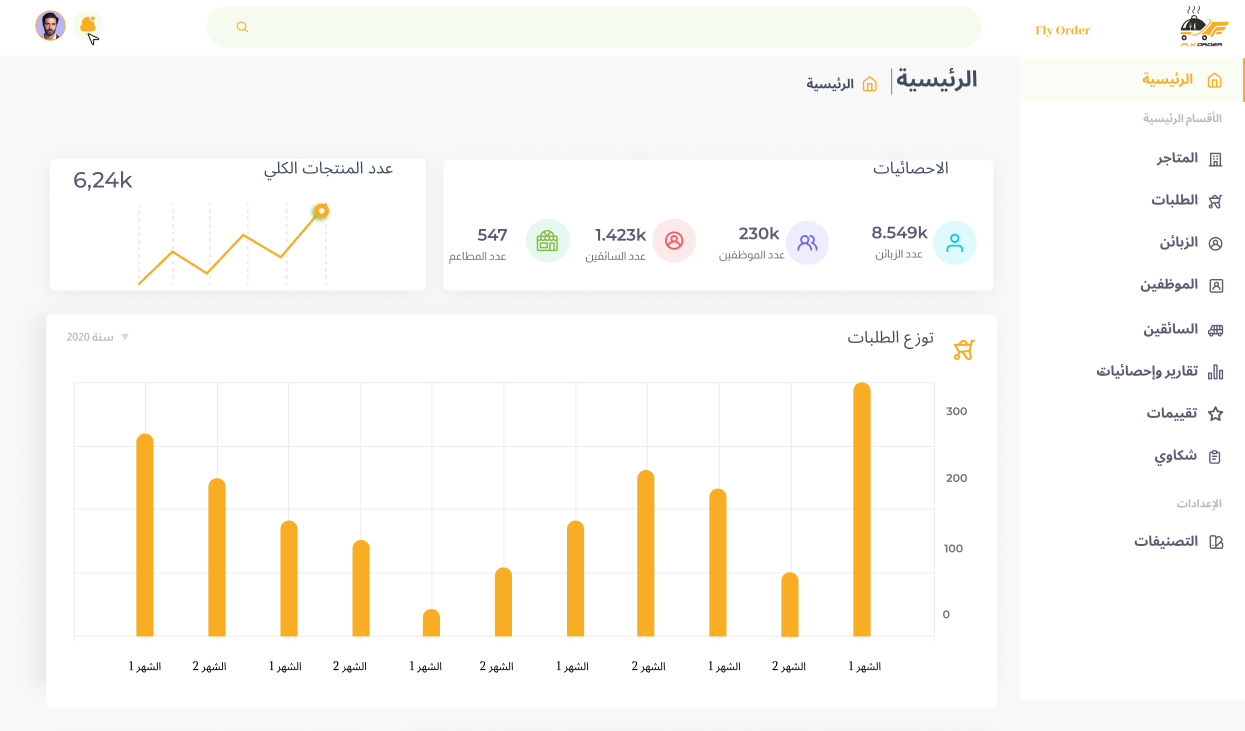 Fly Order
FLY ORDER
الرئيسية
الأقسام الرئيسية
المتاجر
الطلبات
الزبائن
الموظفين
السائقين
تقارير وإحصائيات
تقييمات
شكاوي
الإعدادات
التصنيفات
الرئيسية
الرئيسية
الاحصائيات
8.549k
عدد الزبائن
230k
عدد الموظفين
1.423k
عدد السائقين
547
عدد المطاعم
عدد المنتجات الكلي
6,24k
توزع الطلبات
سنة 2020
300
200
100
0
الشهر 1
الشهر 2
الشهر 1
الشهر 2
الشهر 1
الشهر 2
الشهر 1
الشهر 2
الشهر 1
الشهر 2
الشهر 1